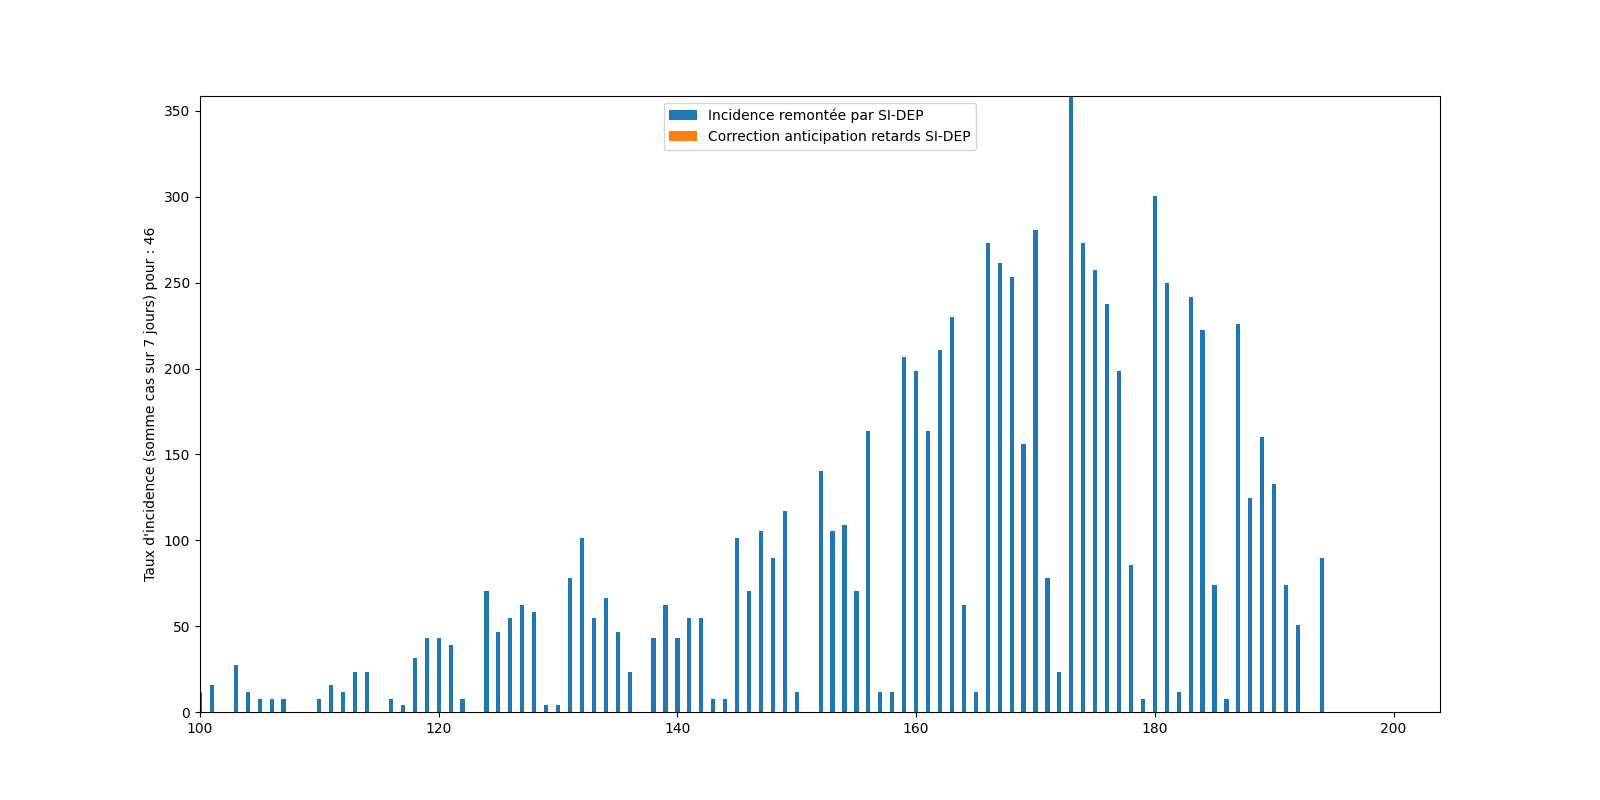 Incidence remontée par SI-DEP
Correction anticipation retards SI-DEP
Taux d'incidence (somme cas sur 7 jours) pour : 46
350
300
250
200
150
100
50
0
100 120 140 160 180 200